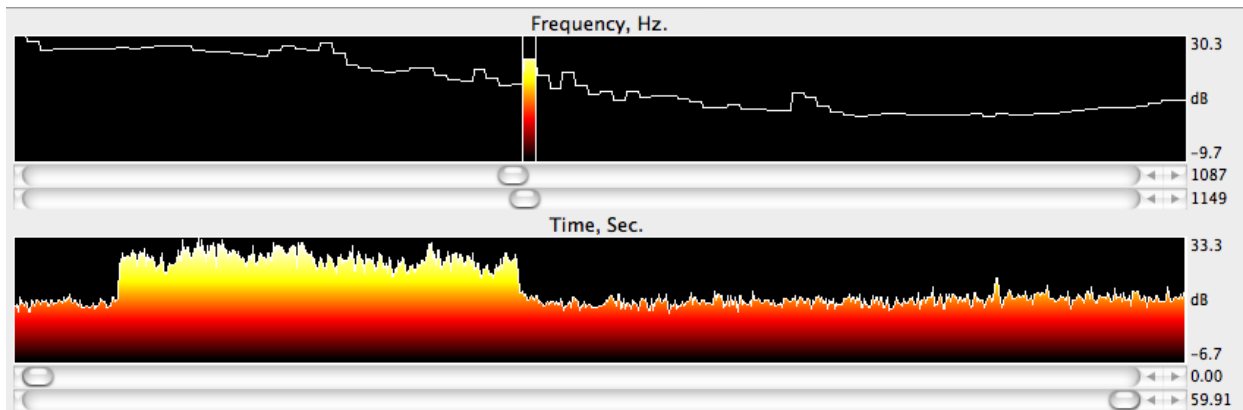 Frequency, Hz.
30.3
dB
-9.7
1087
1149
Time, Sec.
33.3
dB
-6.7
0.00
59.91